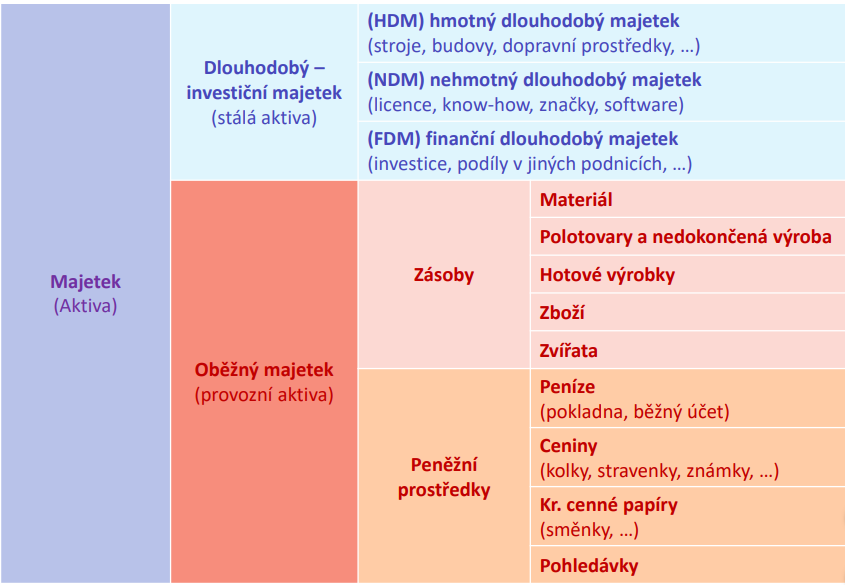 Majetek
(Aktiva)
Dlouhodobý –
investiční majetek
(stálá aktiva)
(HDM) hmotný dlouhodobý majetek
(stroje, budovy, dopravní prostředky, …)
(NDM) nehmotný dlouhodobý majetek
(licence, know-how, značky, software)
(FDM) finanční dlouhodobý majetek
(investice, podíly v jiných podnicích, …)
Oběžný majetek
(provozní aktiva)
Zásoby
Materiál
Polotovary a nedokončená výroba
Hotové výrobky
Zboží
Zvířata
Peněžní
prostředky
Peníze
(pokladna, běžný účet)
Ceniny
(kolky, stravenky, známky, …)
Kr. cenné papíry
(směnky, …)
Pohledávky